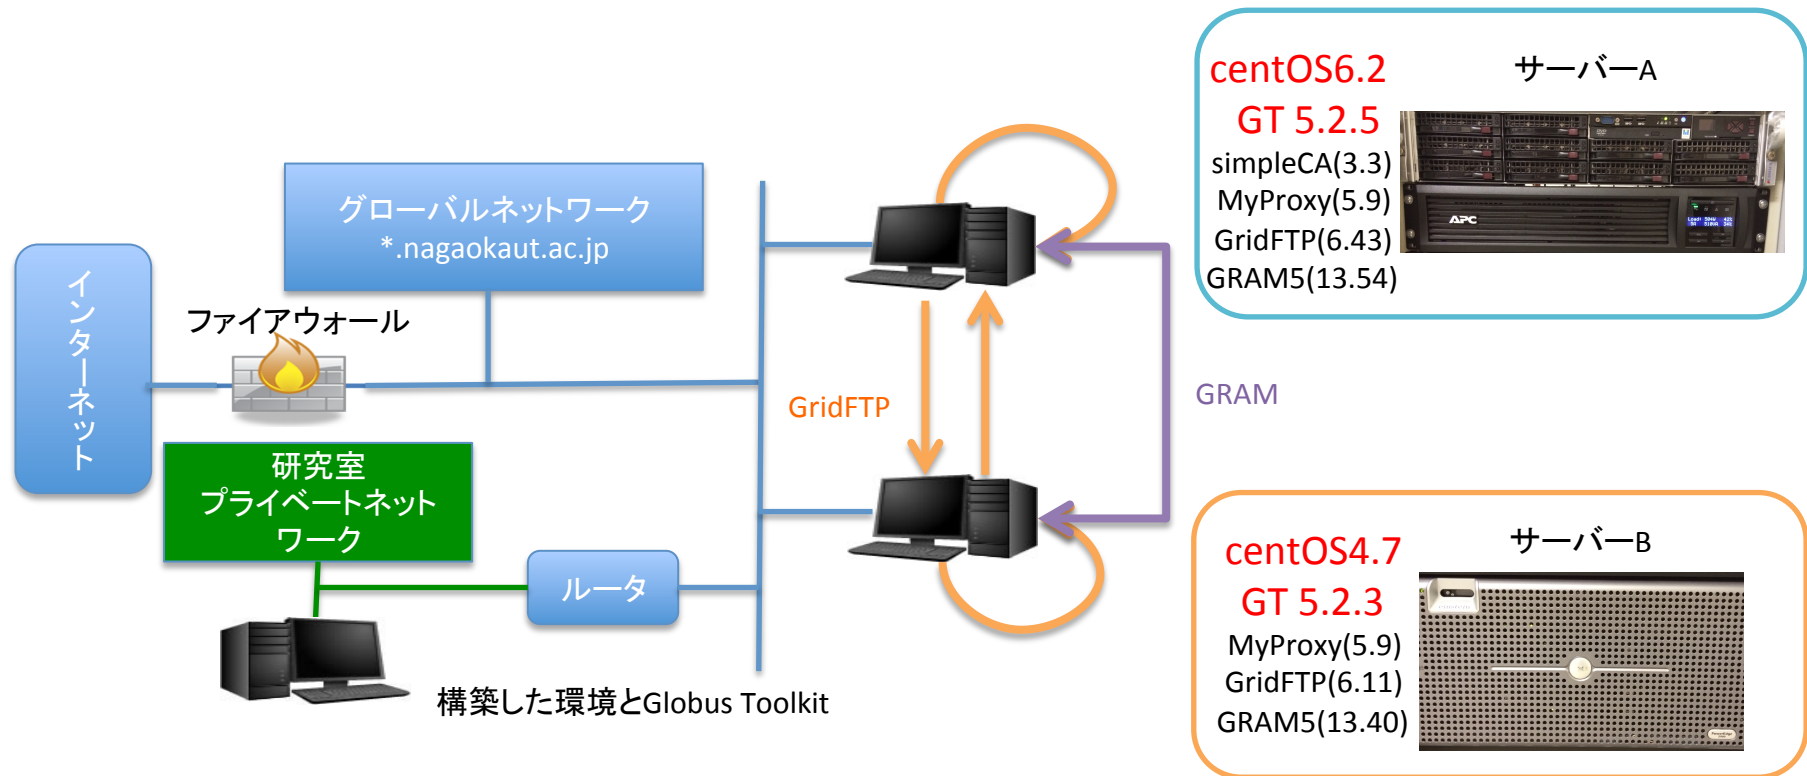 centOS6.2
サーバーA
GT 5.2.5
simpleCA(3.3)
MyProxy(5.9)
GridFTP(6.43)
GRAM5(13.54)
APC
グローバルネットワーク
*.nagaokaut.ac.jp
インターネット
ファイアウォール
GridFTP
GRAM
研究室
プライベートネット
ワーク
ルータ
構築した環境とGlobus Toolkit
centOS4.7
サーバーB
GT 5.2.3
MyProxy(5.9)
GridFTP(6.11)
GRAM5(13.40)